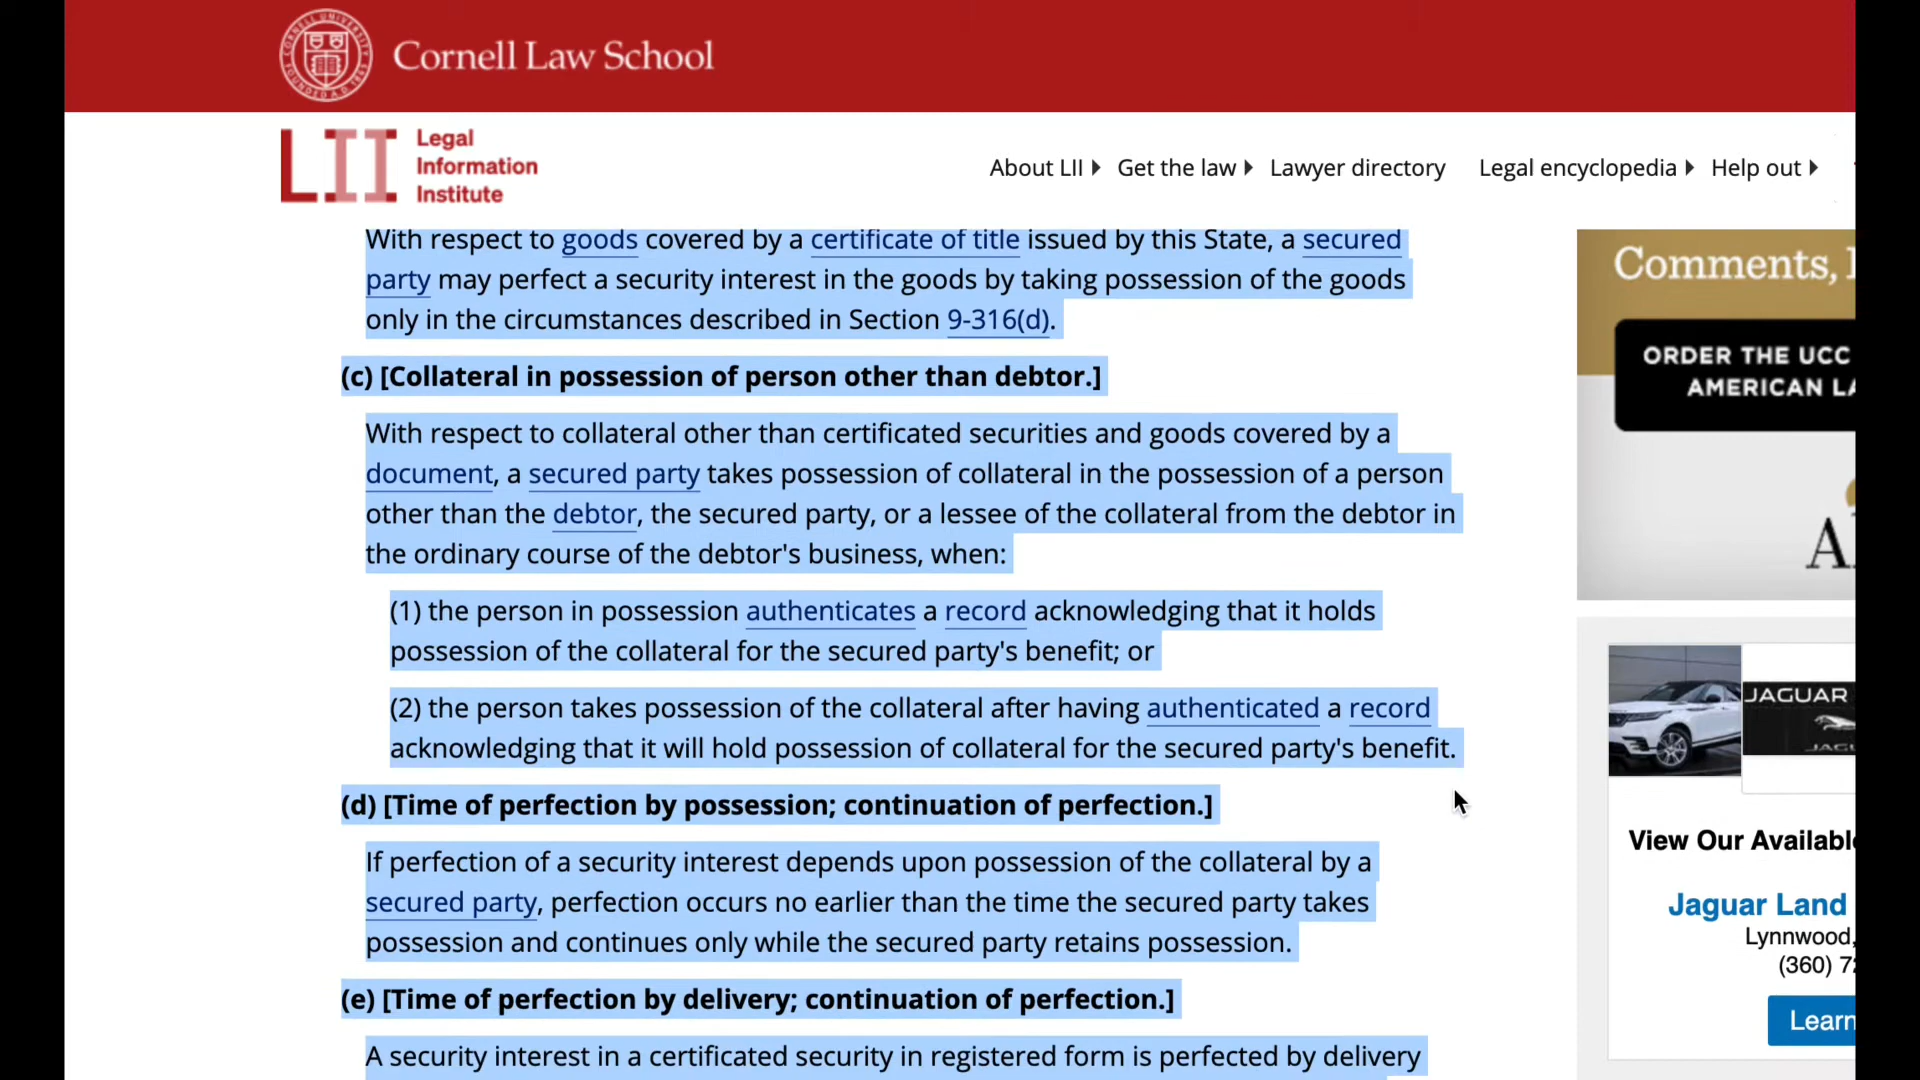 Cornell Law School
LII
Legal
Information
Institute
About LII
Get the law
Lawyer directory
Legal encyclopedia
Help out
With respect to goods covered by a certificate of title issued by this State, a secured
party may perfect a security interest in the goods by taking possession of the goods
only in the circumstances described in Section 9-316(d).
(c) [Collateral in possession of person other than debtor.]
With respect to collateral other than certificated securities and goods covered by a
document, a secured party takes possession of collateral in the possession of a person
other than the debtor, the secured party, or a lessee of the collateral from the debtor in
the ordinary course of the debtor's business, when:
(1) the person in possession authenticates a record acknowledging that it holds
possession of the collateral for the secured party's benefit; or
(2) the person takes possession of the collateral after having authenticated a record
acknowledging that it will hold possession of collateral for the secured party's benefit.
(d) [Time of perfection by possession; continuation of perfection.]
If perfection of a security interest depends upon possession of the collateral by a
secured party, perfection occurs no earlier than the time the secured party takes
possession and continues only while the secured party retains possession.
(e) [Time of perfection by delivery; continuation of perfection.]
A security interest in a certificated security in registered form is perfected by delivery
Comments,
ORDER THE UCC
AMERICAN
JAGUAR
View Our
Jaguar Land
Lynnwood,
(360)
Learn